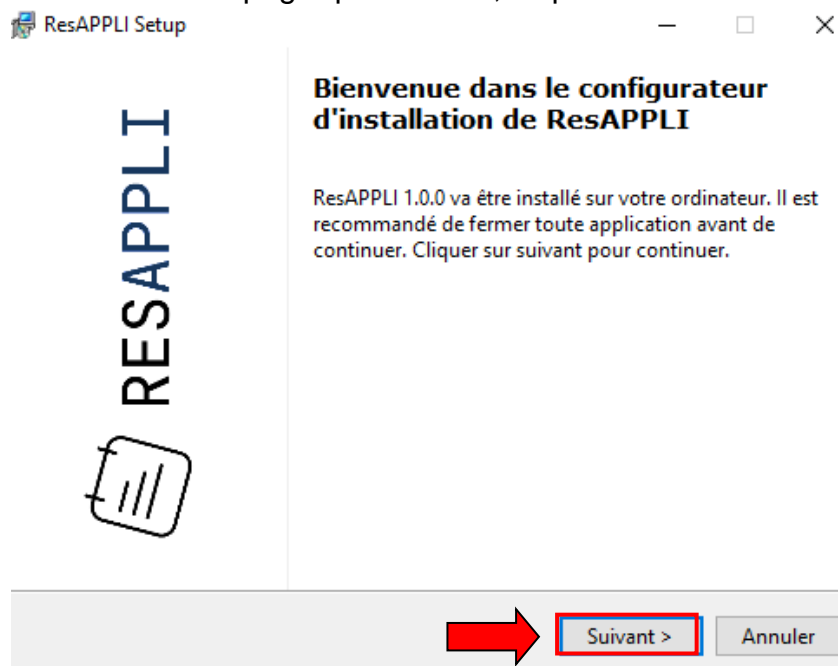 ResAPPLI Setup
RESAPPLI
Bienvenue dans le configurateur
d'installation de ResAPPLI
ResAPPLI 1.0.0 va être installé sur votre ordinateur. Il est
recommandé de fermer toute application avant de
continuer. Cliquer sur suivant pour continuer.
Suivant >
Annuler